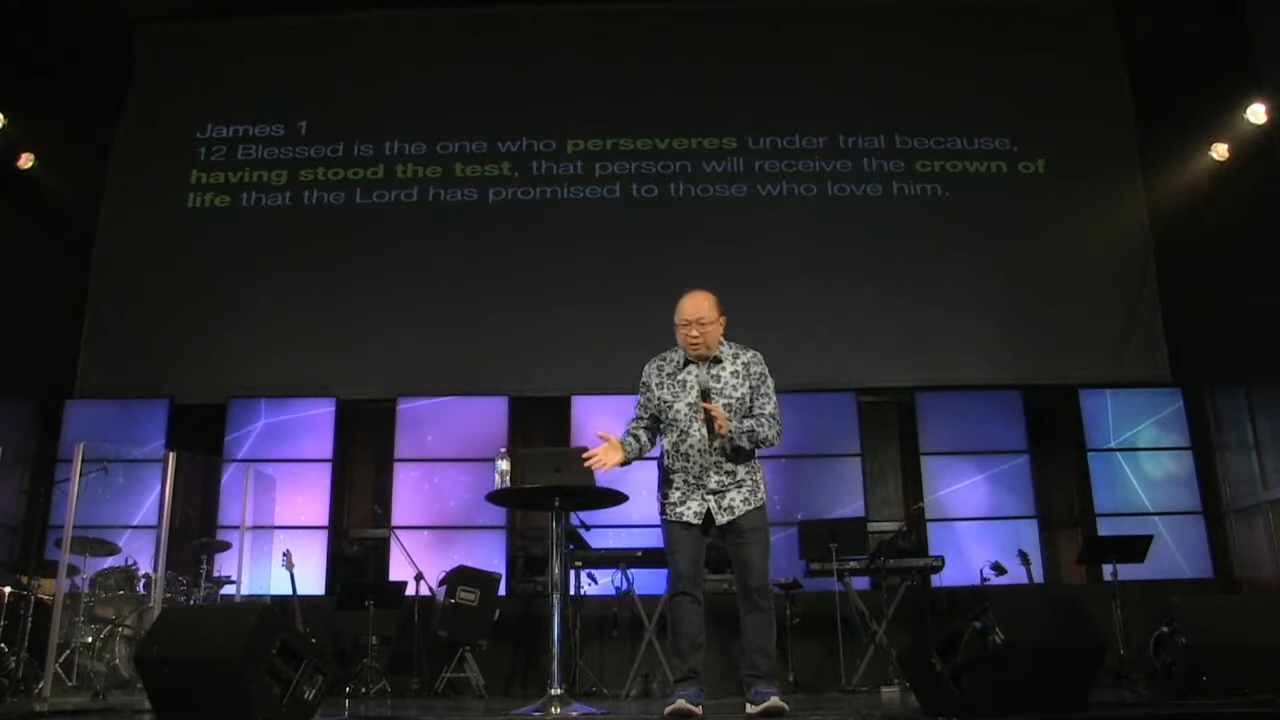 James 1
12 Blessed is the one who perseveres under trial because,
having stood the test, that person will receive the crown of
life that the Lord has promised to those who love him.